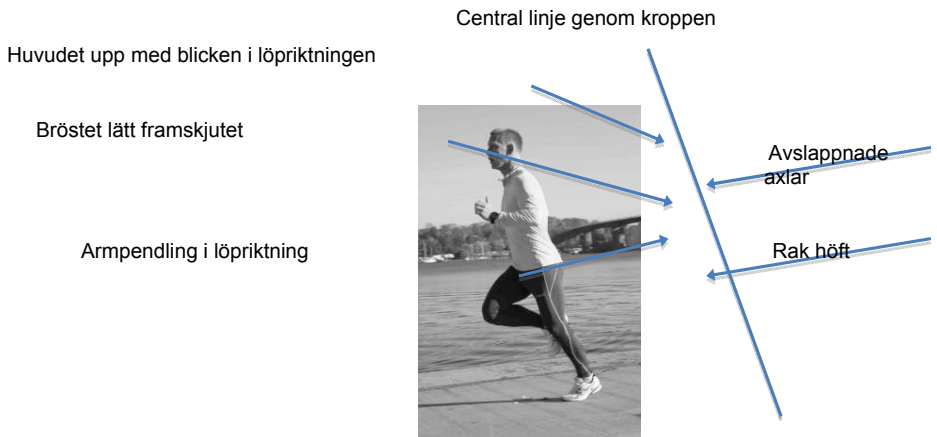 Central linje genom kroppen
Huvudet upp med blicken i löpriktningen
Bröstet lätt framskjutet
Avslappnade
axlar
Armpendling i löpriktning
Rak höft